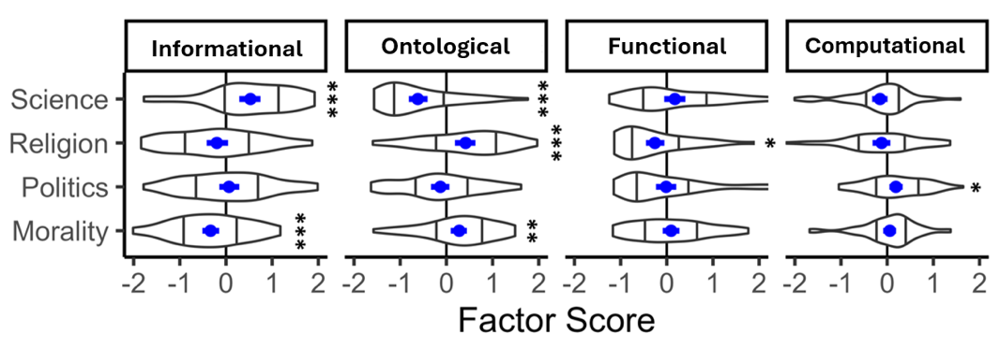 Informational Ontological Functional Computational
Science *** ***
Religion *** *
Politics *
Morality *** **
-2 -1 0 1 2 -2 -1 0 1 2 -2 -1 0 1 2 -2 -1 0 1 2
Factor Score